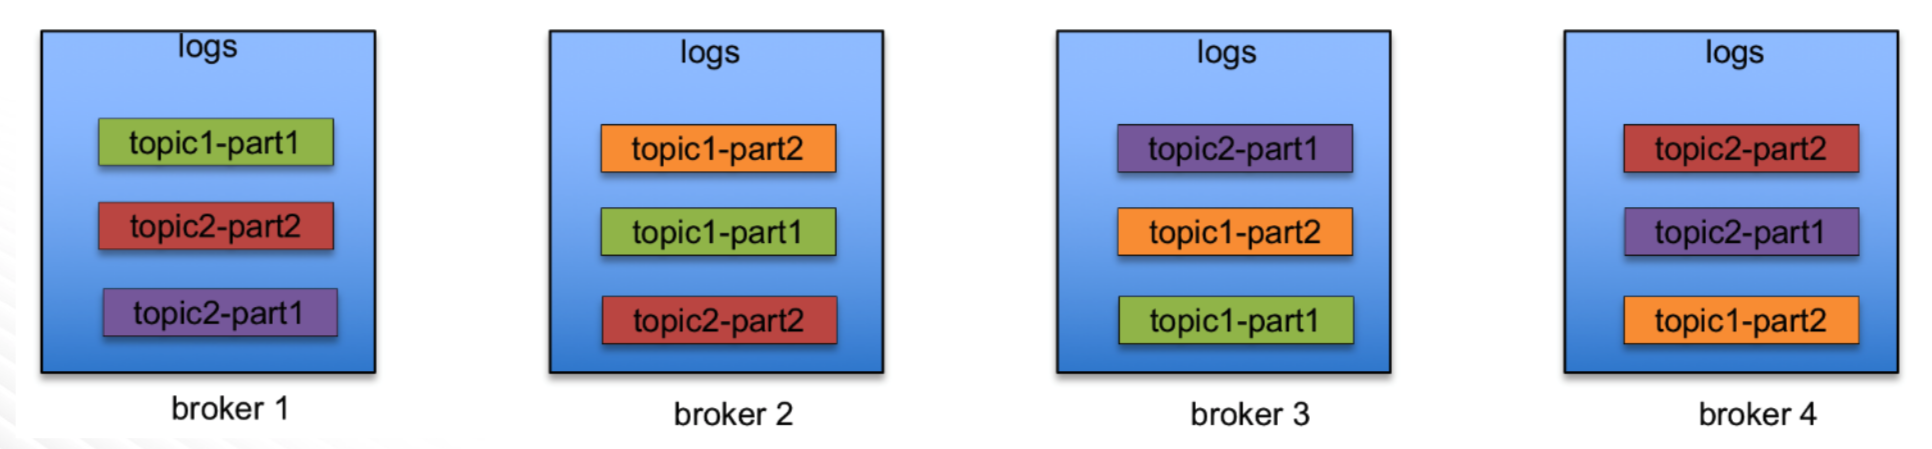 logs
topic1-part1
topic2-part2
topic2-part1
broker 1
logs
topic1-part2
topic1-part1
topic2-part2
broker 2
logs
topic2-part1
topic1-part2
topic1-part1
broker 3
logs
topic2-part2
topic2-part1
topic1-part2
broker 4